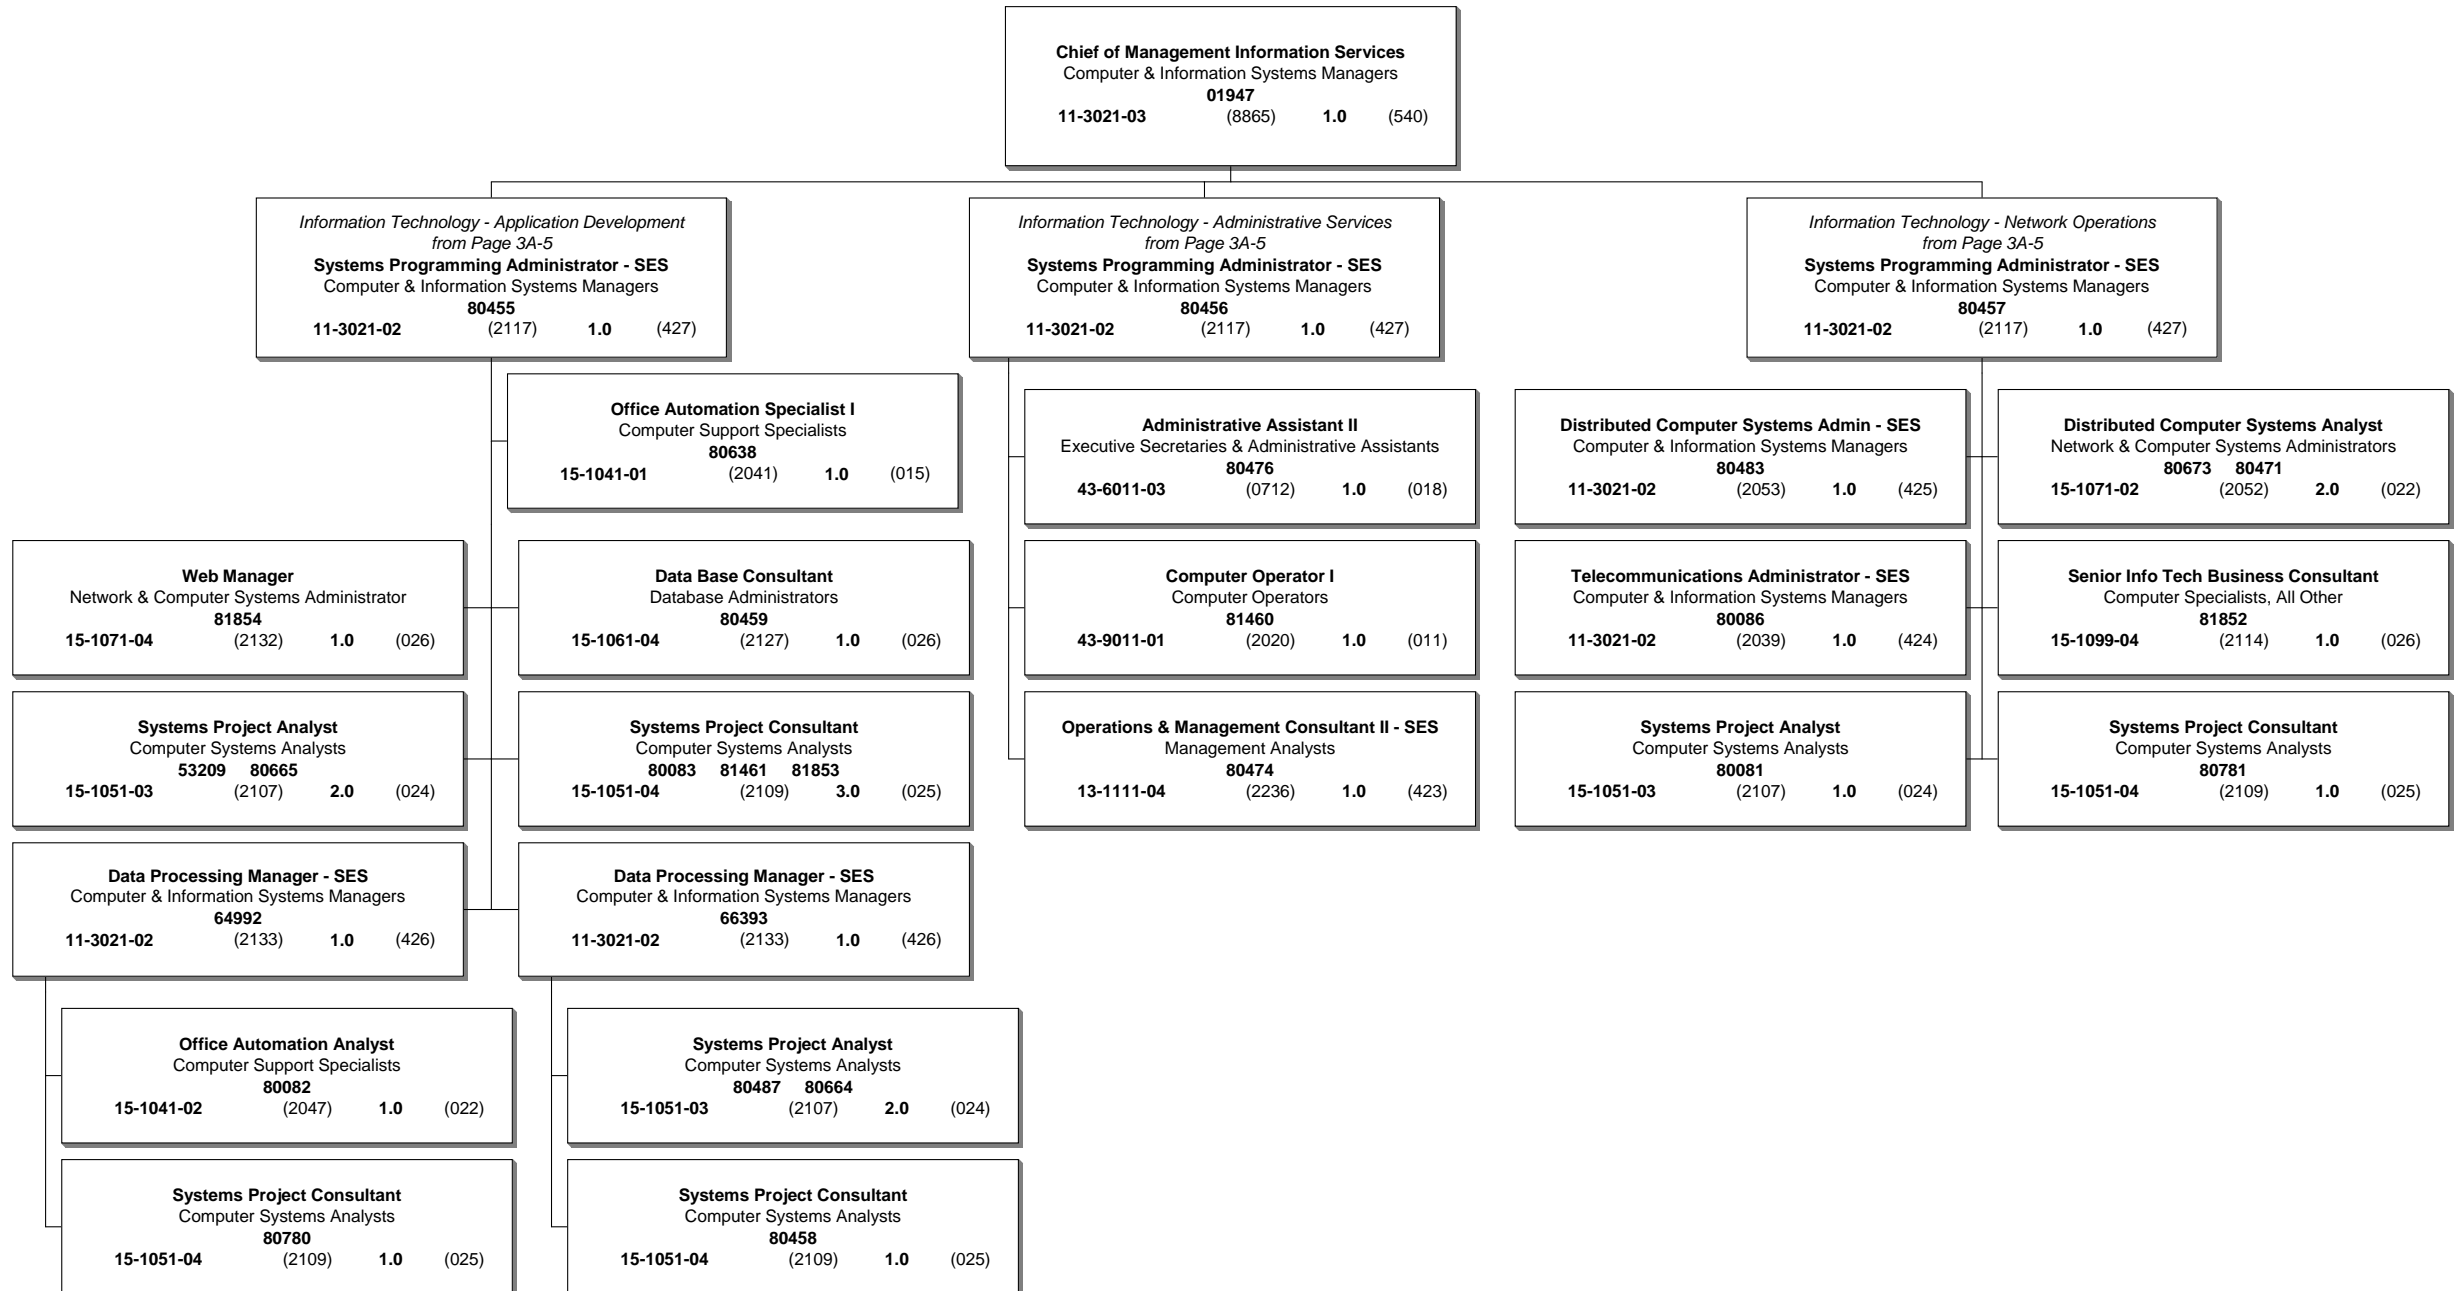 Chief of Management Information Services
Computer & Information Systems Managers
01947
11-3021-03 (8865) 1.0 (540)
Information Technology - Application Development
from Page 3A-5
Systems Programming Administrator - SES
Computer & Information Systems Managers
80455
11-3021-02 (2117) 1.0 (427)
Information Technology - Administrative Services
from Page 3A-5
Systems Programming Administrator - SES
Computer & Information Systems Managers
80456
11-3021-02 (2117) 1.0 (427)
Information Technology - Network Operations
from Page 3A-5
Systems Programming Administrator - SES
Computer & Information Systems Managers
80457
11-3021-02 (2117) 1.0 (427)
Office Automation Specialist I
Computer Support Specialists
80638
15-1041-01 (2041) 1.0 (015)
Administrative Assistant II
Executive Secretaries & Administrative Assistants
80476
43-6011-03 (0712) 1.0 (018)
Distributed Computer Systems Admin - SES
Computer & Information Systems Managers
80483
11-3021-02 (2053) 1.0 (425)
Distributed Computer Systems Analyst
Network & Computer Systems Administrators
80673 80471
15-1071-02 (2052) 2.0 (022)
Web Manager
Network & Computer Systems Administrator
81854
15-1071-04 (2132) 1.0 (026)
Data Base Consultant
Database Administrators
80459
15-1061-04 (2127) 1.0 (026)
Computer Operator I
Computer Operators
81460
43-9011-01 (2020) 1.0 (011)
Telecommunications Administrator - SES
Computer & Information Systems Managers
80086
11-3021-02 (2039) 1.0 (424)
Senior Info Tech Business Consultant
Computer Specialists, All Other
81852
15-1099-04 (2114) 1.0 (026)
Systems Project Analyst
Computer Systems Analysts
53209 80665
15-1051-03 (2107) 2.0 (024)
Systems Project Consultant
Computer Systems Analysts
80083 81461 81853
15-1051-04 (2109) 3.0 (025)
Operations & Management Consultant II - SES
Management Analysts
80474
13-1111-04 (2236) 1.0 (423)
Systems Project Analyst
Computer Systems Analysts
80081
15-1051-03 (2107) 1.0 (024)
Systems Project Consultant
Computer Systems Analysts
80781
15-1051-04 (2109) 1.0 (025)
Data Processing Manager - SES
Computer & Information Systems Managers
64992
11-3021-02 (2133) 1.0 (426)
Data Processing Manager - SES
Computer & Information Systems Managers
66393
11-3021-02 (2133) 1.0 (426)
Office Automation Analyst
Computer Support Specialists
80082
15-1041-02 (2047) 1.0 (022)
Systems Project Analyst
Computer Systems Analysts
80487 80664
15-1051-03 (2107) 2.0 (024)
Systems Project Consultant
Computer Systems Analysts
80780
15-1051-04 (2109) 1.0 (025)
Systems Project Consultant
Computer Systems Analysts
80458
15-1051-04 (2109) 1.0 (025)